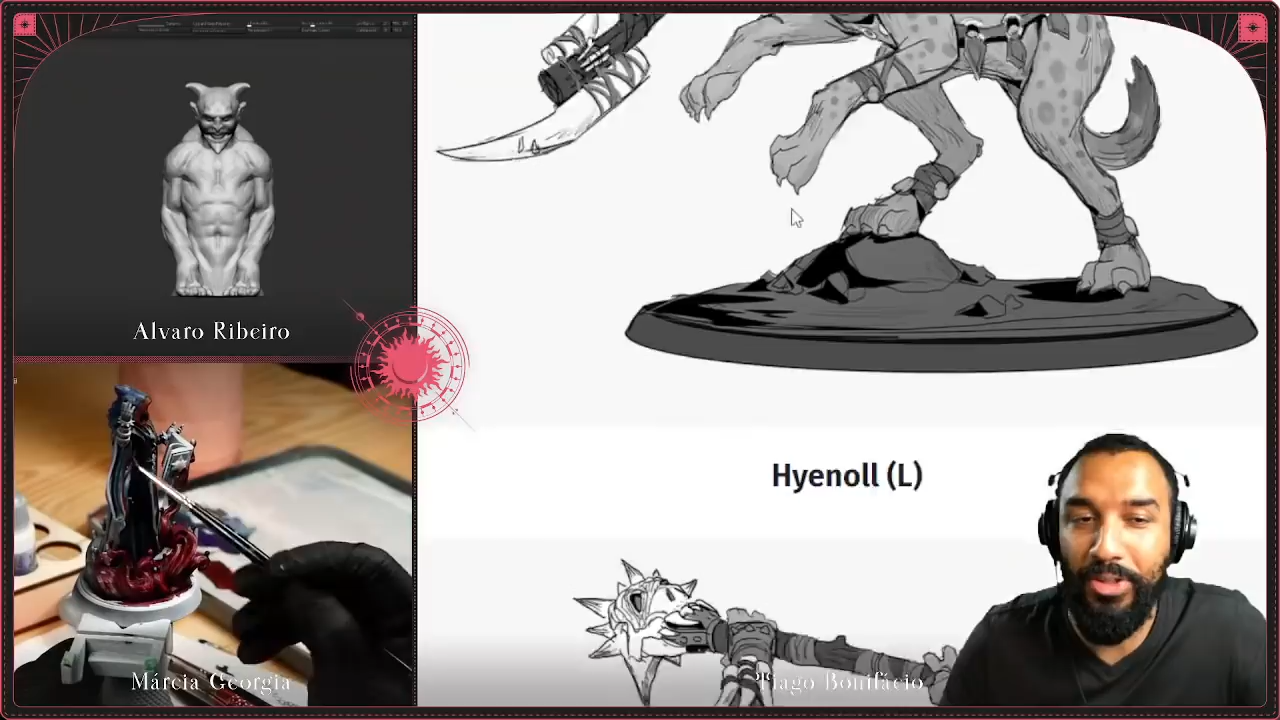 Alvaro Ribeiro
Hyenoll (L)
Márcia Georgia
Tiago Bonifácio